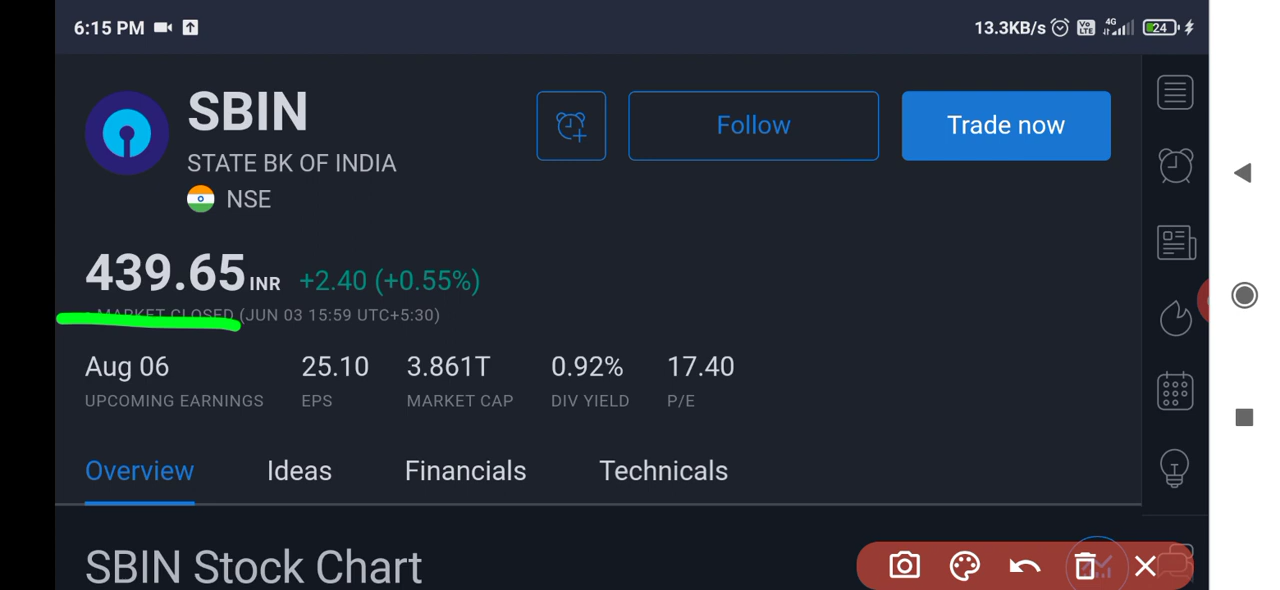 6:15 PM
13.3KB/s
4G
24
SBIN
Follow
Trade now
STATE BK OF INDIA
NSE
439.65 INR +2.40 (+0.55%)
MARKET CLOSED (JUN 03 15:59 UTC+5:30)
Aug 06 25.10 3.861T 0.92% 17.40
UPCOMING EARNINGS EPS MARKET CAP DIV YIELD P/E
Overview Ideas Financials Technicals
SBIN Stock Chart